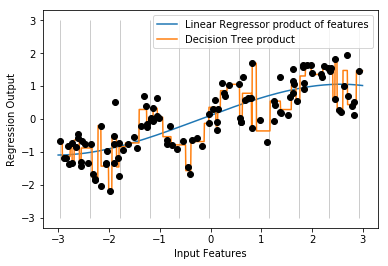 Linear Regressor product of features
Decision Tree product
3
2
1
0
−1
−2
−3
Regression Output
−3 −2 −1 0 1 2 3
Input Features